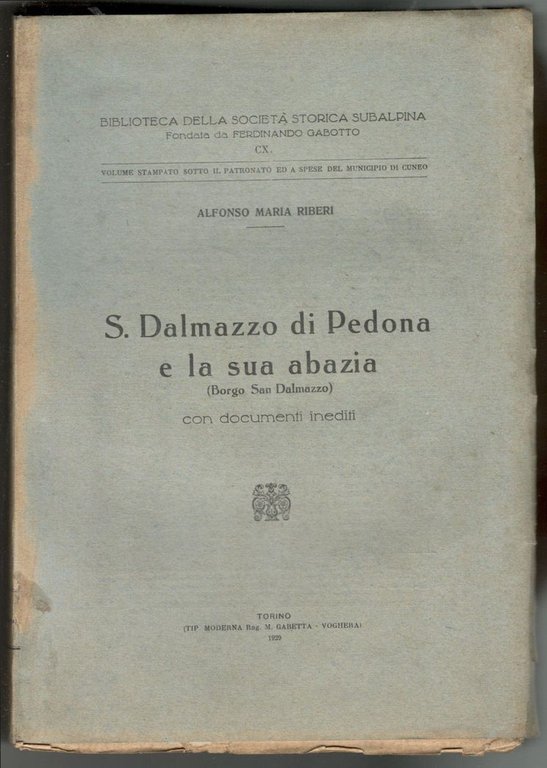 BIBLIOTECA DELLA SOCIETÀ STORICA SUBALPINA
Fondata da FERDINANDO GABOTTO
CX.
VOLUME STAMPATO SOTTO IL PATRONATO ED A SPESE DEL MUNICIPIO DI CUNEO
ALFONSO MARIA RIBERI
S. Dalmazzo di Pedona
e la sua abazia
(Borgo San Dalmazzo)
con documenti inediti
TORINO
(TIP. MODERNA Rag. M. GABETTA - VOGHERA)
1929